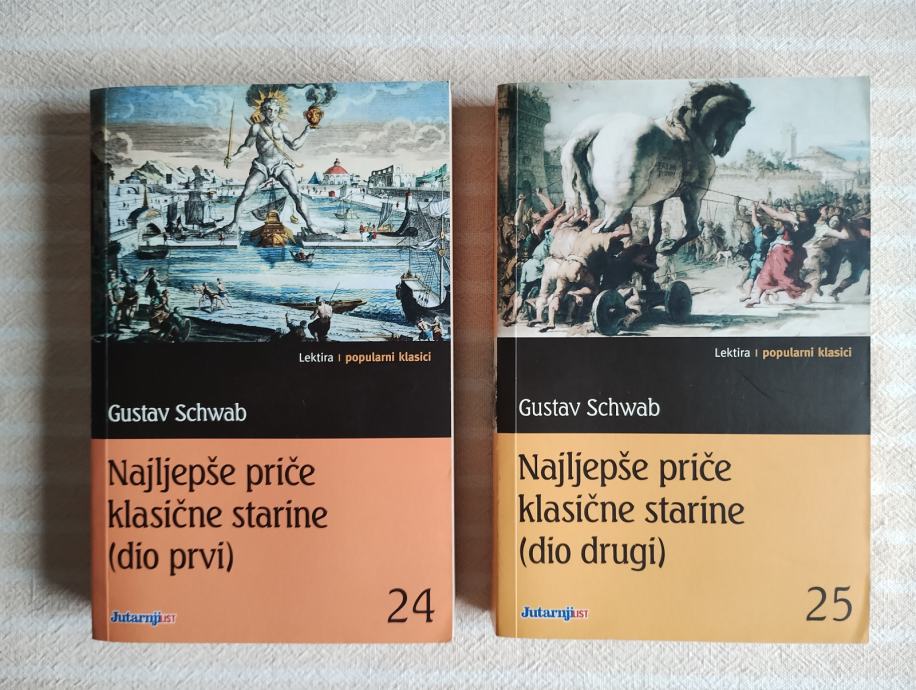 Lektira | popularni klasici
Gustav Schwab
Najljepše priče
klasične starine
(dio prvi)
24
Jutarnji LIST
Lektira | popularni klasici
Gustav Schwab
Najljepše priče
klasične starine
(dio drugi)
25
Jutarnji LIST